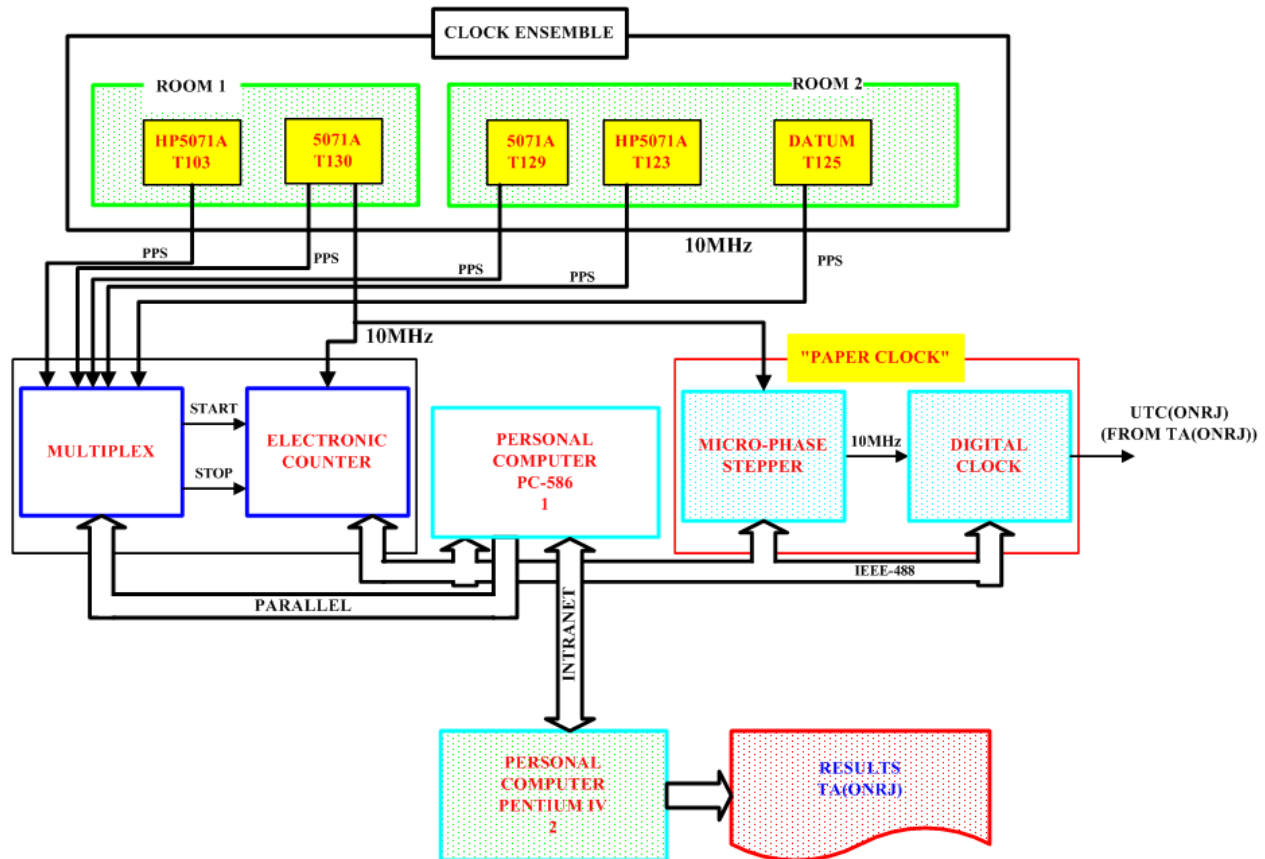 CLOCK ENSEMBLE
ROOM 1
ROOM 2
HP5071A
T103
5071A
T130
5071A
T129
HP5071A
T123
DATUM
T125
10MHz
PPS
PPS
PPS
PPS
PPS
10MHz
"PAPER CLOCK"
MULTIPLEX
START
STOP
ELECTRONIC
COUNTER
PERSONAL
COMPUTER
PC-586
1
MICRO-PHASE
STEPPER
10MHz
DIGITAL
CLOCK
UTC(ONRJ)
(FROM TA(ONRJ))
IEEE-488
PARALLEL
INTRANET
PERSONAL
COMPUTER
PENTIUM IV
2
RESULTS
TA(ONRJ)